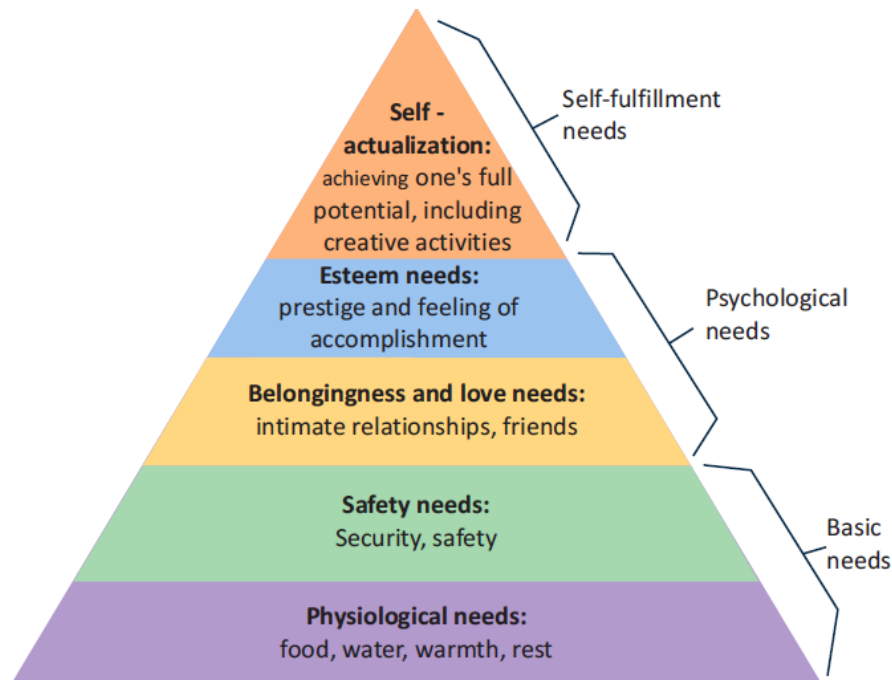 Self -
actualization:
achieving one's full
potential, including
creative activities
Self-fulfillment
needs
Esteem needs:
prestige and feeling of
accomplishment
Psychological
needs
Belongingness and love needs:
intimate relationships, friends
Safety needs:
Security, safety
Basic
needs
Physiological needs:
food, water, warmth, rest